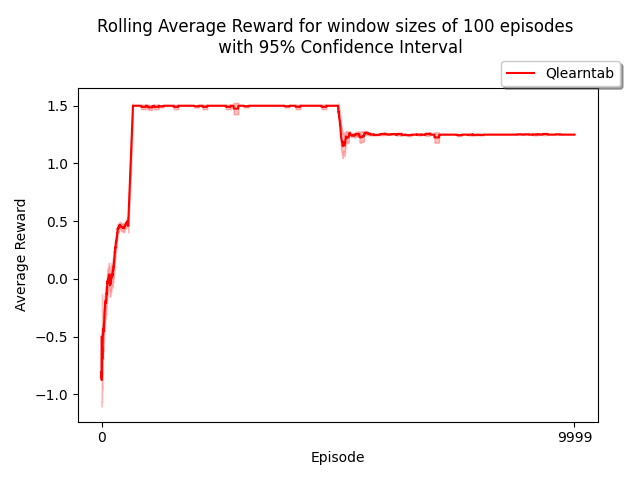 Rolling Average Reward for window sizes of 100 episodes
with 95% Confidence Interval
Qlearntab
1.5
1.0
0.5
0.0
−0.5
−1.0
Average Reward
0
9999
Episode